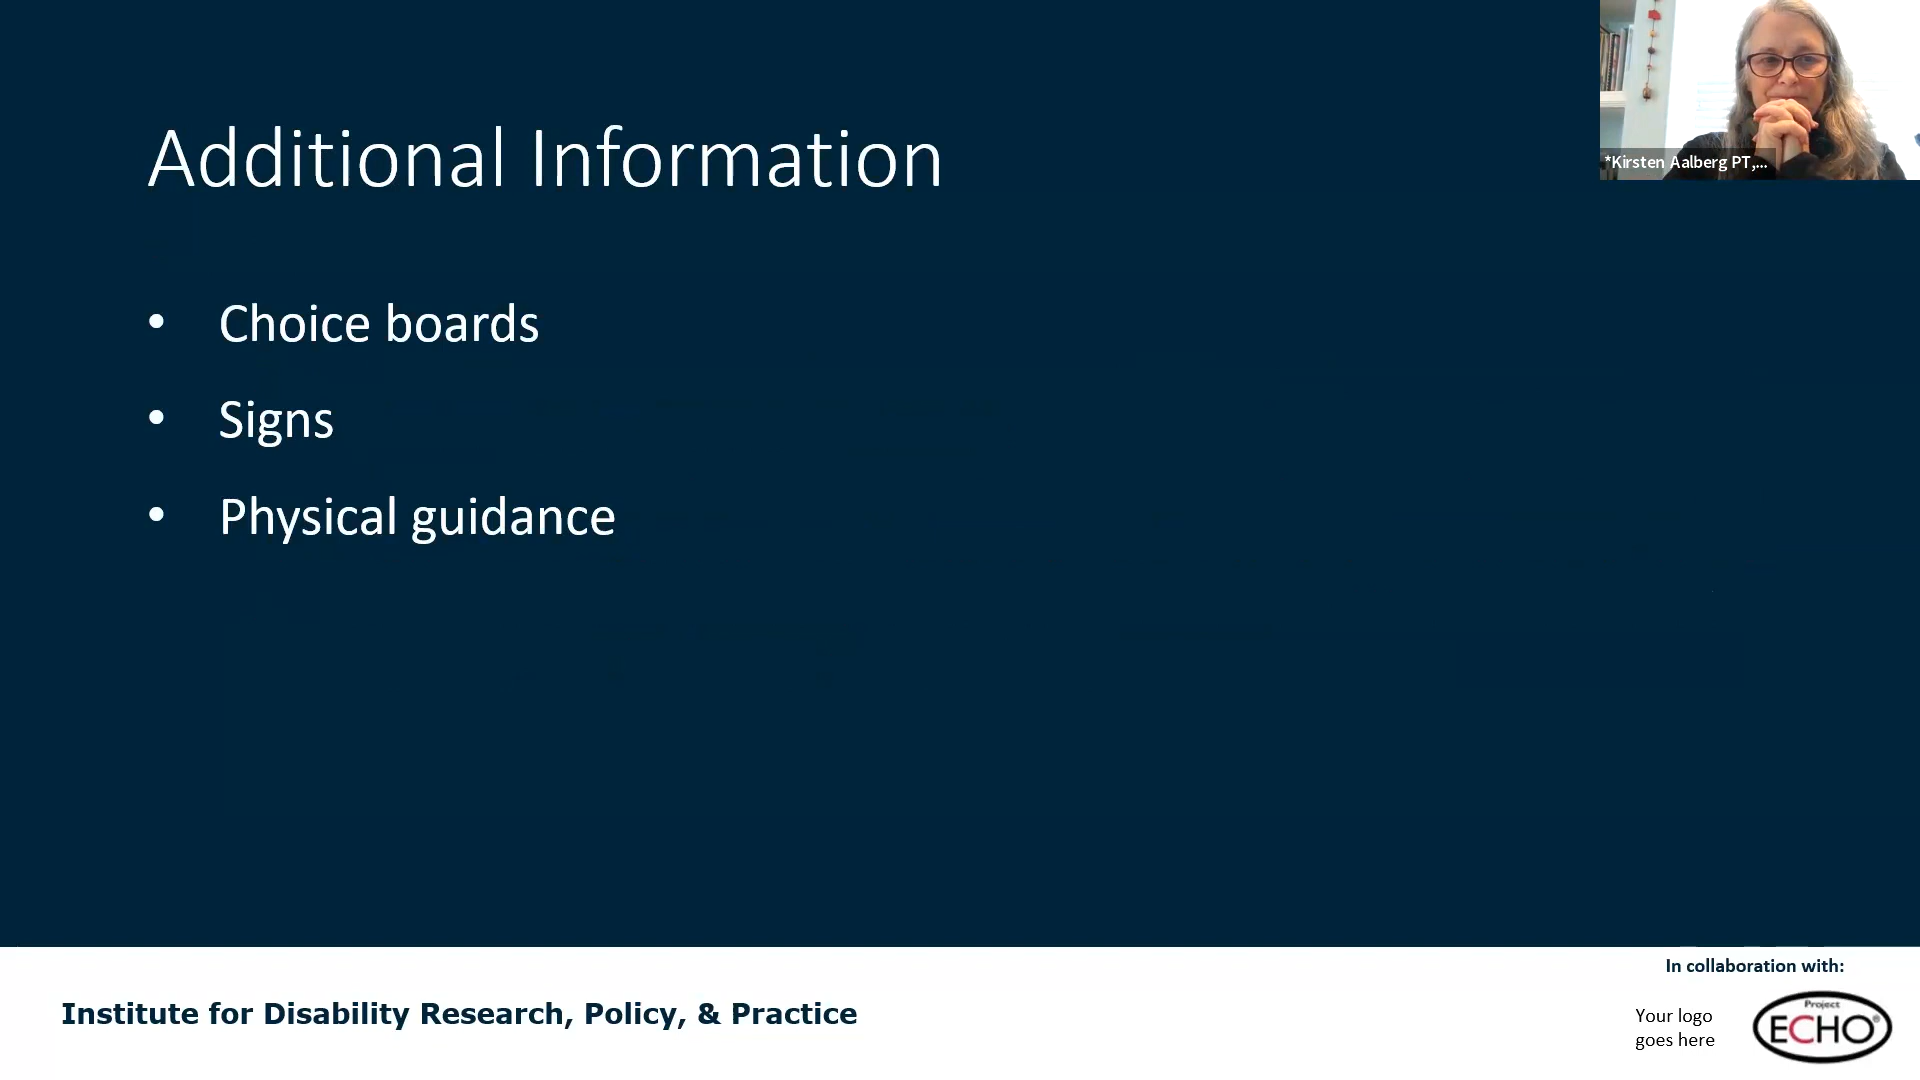 Additional Information
*Kirsten Aalberg PT,...
• Choice boards
• Signs
• Physical guidance
Institute for Disability Research, Policy, & Practice
In collaboration with:
Your logo
goes here
Project
ECHO®